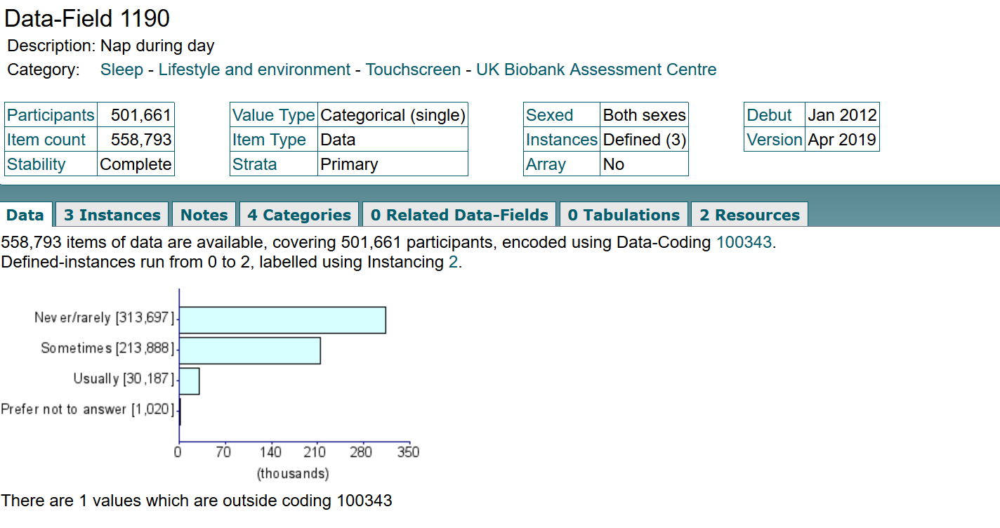 Data-Field 1190
Description: Nap during day
Category: Sleep - Lifestyle and environment - Touchscreen - UK Biobank Assessment Centre
Participants 501,661 Value Type Categorical (single) Sexed Both sexes Debut Jan 2012
Item count 558,793 Item Type Data Instances Defined (3) Version Apr 2019
Stability Complete Strata Primary Array No
Data 3 Instances Notes 4 Categories 0 Related Data-Fields 0 Tabulations 2 Resources
558,793 items of data are available, covering 501,661 participants, encoded using Data-Coding 100343.
Defined-instances run from 0 to 2, labelled using Instancing 2.
Never/rarely [313,697]
Sometimes [213,888]
Usually [30,187]
Prefer not to answer [1,020]
0 70 140 210 280 350
(thousands)
There are 1 values which are outside coding 100343